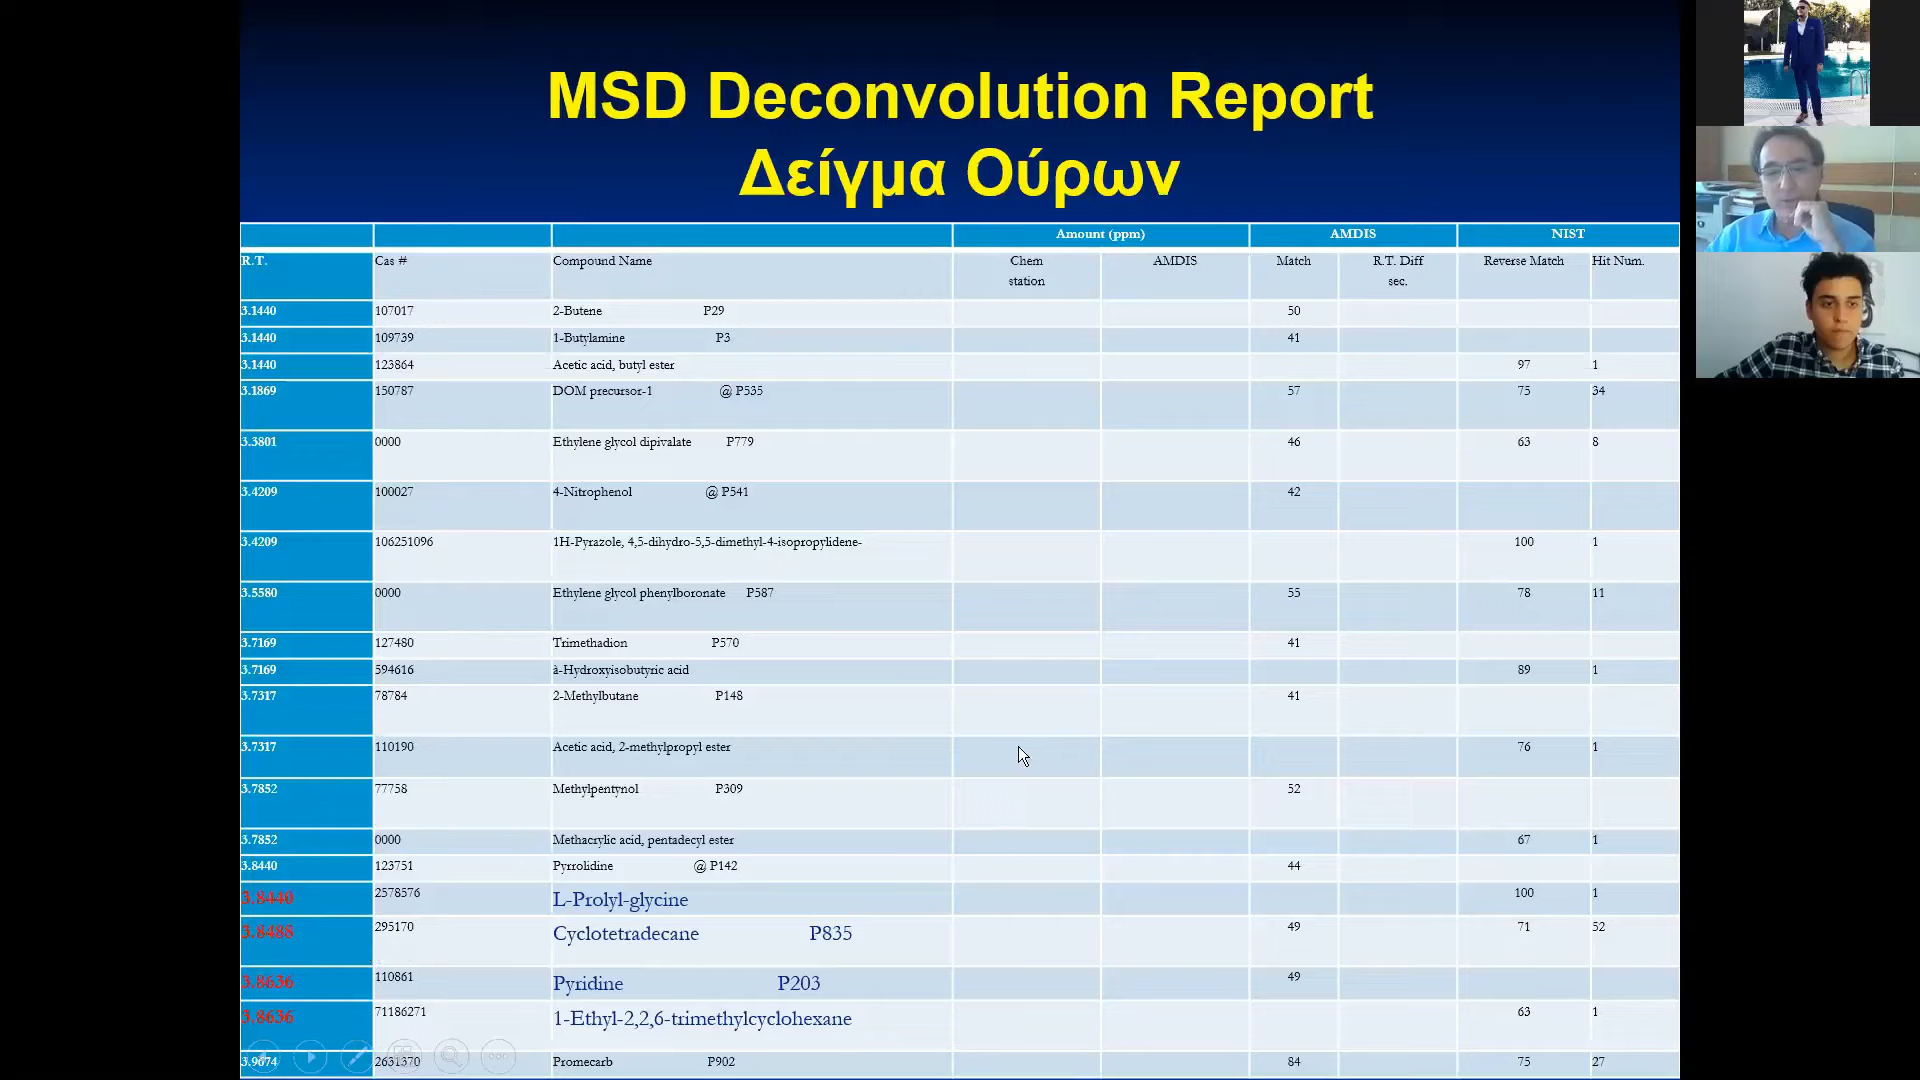 MSD Deconvolution Report
Δείγμα Ούρων
Amount (ppm) AMDIS NIST
R.T. Cas # Compound Name Chem station AMDIS Match R.T. Diff sec. Reverse Match Hit Num.
3.1440 107017 2-Butene P29 50
3.1440 109739 1-Butylamine P3 41
3.1440 123864 Acetic acid, butyl ester 97 1
3.1869 150787 DOM precursor-1 @ P535 57 75 34
3.3801 0000 Ethylene glycol dipivalate P779 46 63 8
3.4209 100027 4-Nitrophenol @ P541 42
3.4209 106251096 1H-Pyrazole, 4,5-dihydro-5,5-dimethyl-4-isopropylidene- 100 1
3.5580 0000 Ethylene glycol phenylboronate P587 55 78 11
3.7169 127480 Trimethadion P570 41
3.7169 594616 à-Hydroxyisobutyric acid 89 1
3.7317 78784 2-Methylbutane P148 41
3.7317 110190 Acetic acid, 2-methylpropyl ester 76 1
3.7852 77758 Methylpentynol P309 52
3.7852 0000 Methacrylic acid, pentadecyl ester 67 1
3.8440 123751 Pyrrolidine @ P142 44
3.8440 2578576 L-Prolyl-glycine 100 1
3.8488 295170 Cyclotetradecane P835 49 71 52
3.8636 110861 Pyridine P203 49
3.8636 71186271 1-Ethyl-2,2,6-trimethylcyclohexane 63 1
3.9674 2631370 Promecarb P902 84 75 27